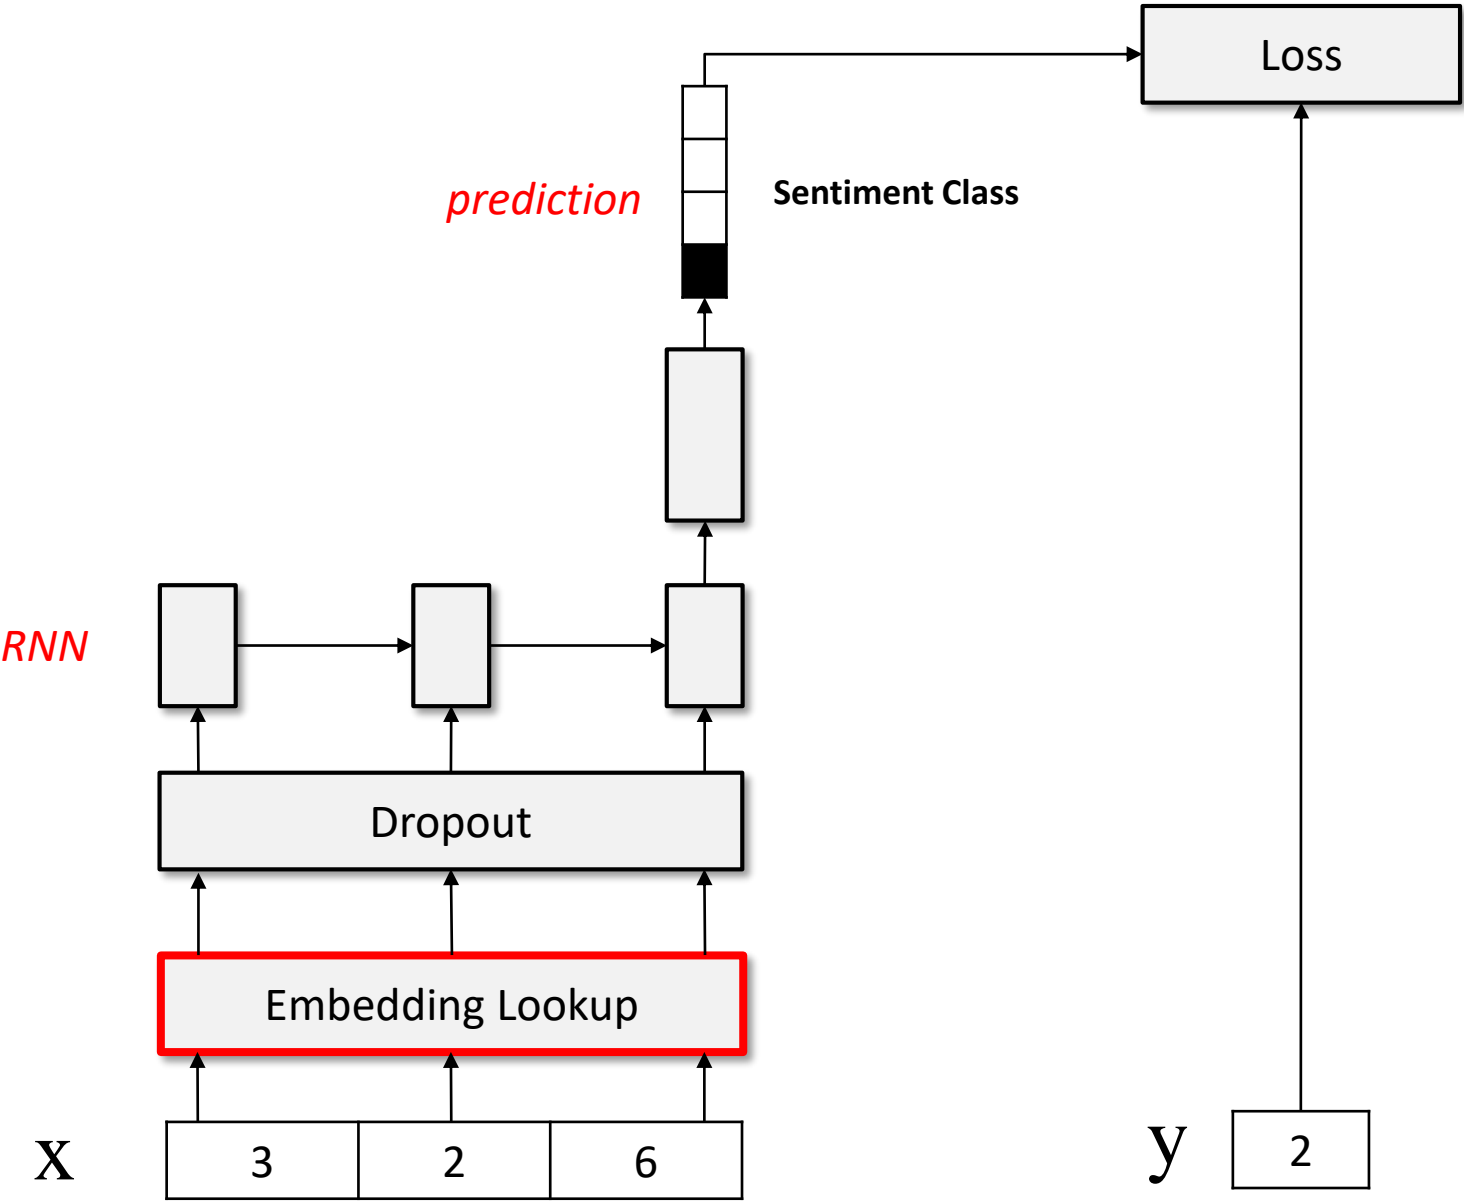 Loss
prediction
Sentiment Class
RNN
Dropout
Embedding Lookup
x 3 2 6
y 2